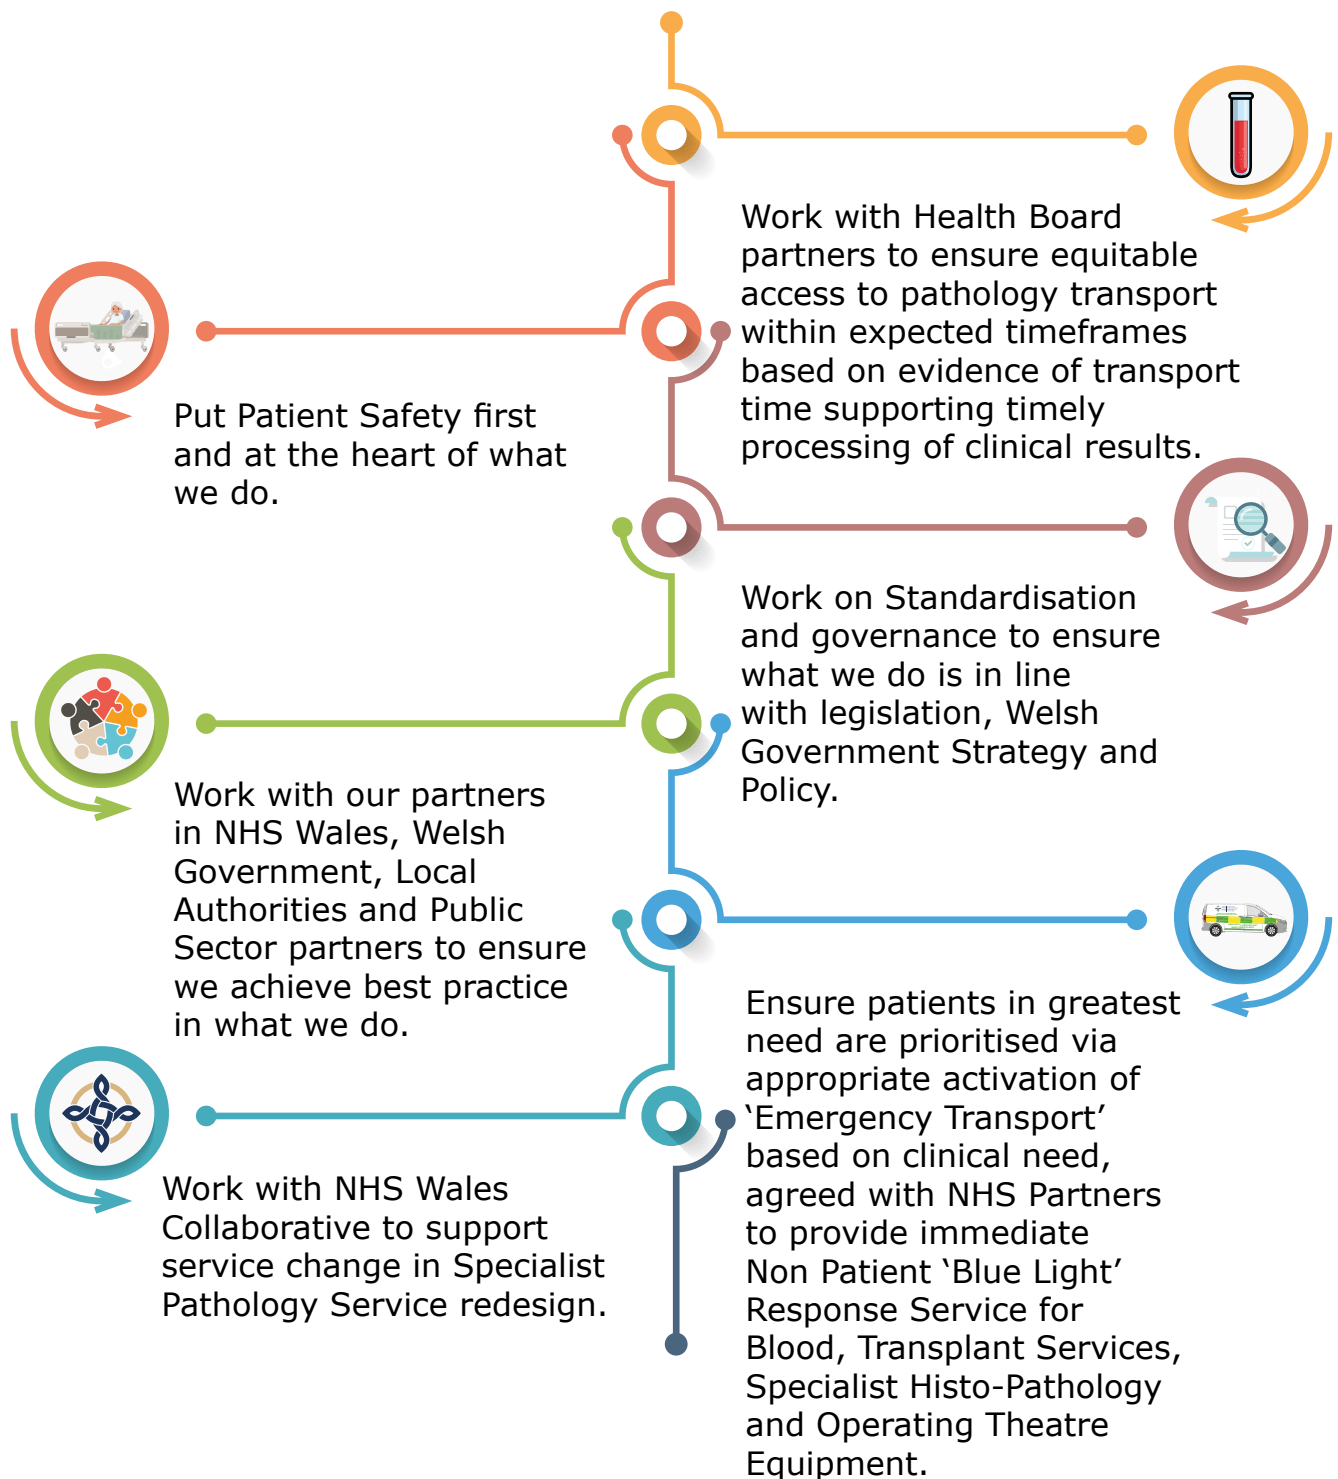 Work with Health Board
partners to ensure equitable
access to pathology transport
within expected timeframes
based on evidence of transport
time supporting timely
processing of clinical results.
Put Patient Safety first
and at the heart of what
we do.
Work on Standardisation
and governance to ensure
what we do is in line
with legislation, Welsh
Government Strategy and
Policy.
Work with our partners
in NHS Wales, Welsh
Government, Local
Authorities and Public
Sector partners to ensure
we achieve best practice
in what we do.
Ensure patients in greatest
need are prioritised via
appropriate activation of
‘Emergency Transport’
based on clinical need,
agreed with NHS Partners
to provide immediate
Non Patient ‘Blue Light’
Response Service for
Blood, Transplant Services,
Specialist Histo-Pathology
and Operating Theatre
Equipment.
Work with NHS Wales
Collaborative to support
service change in Specialist
Pathology Service redesign.